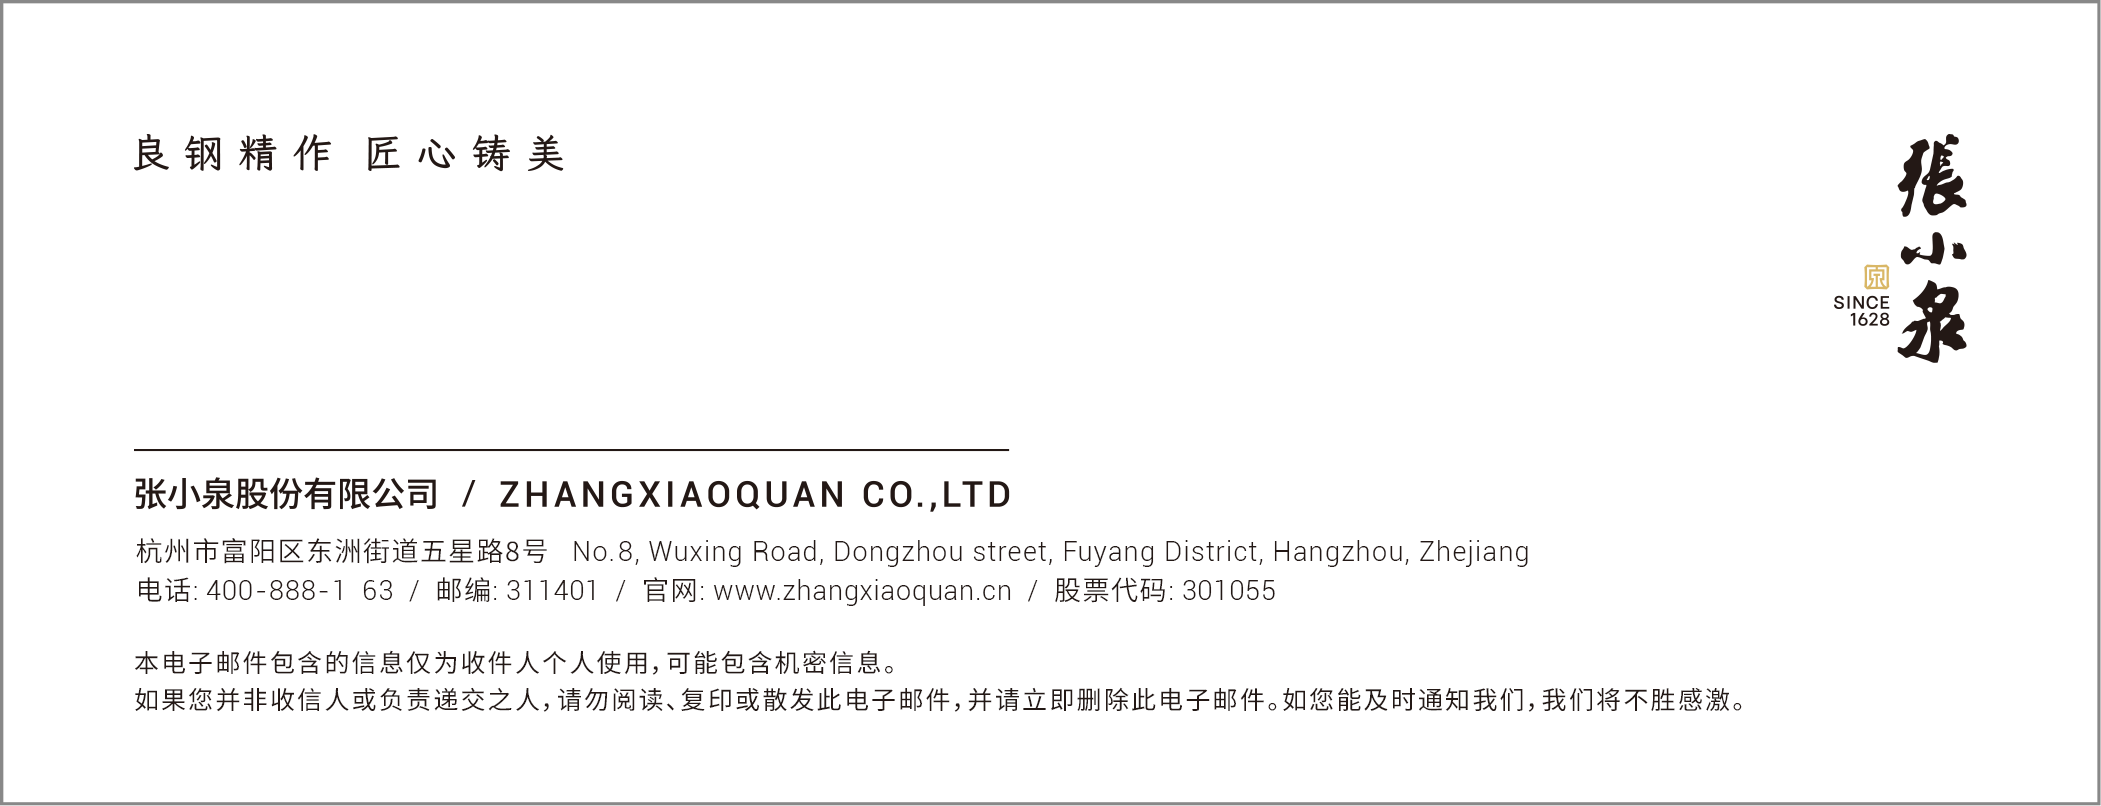 良钢精作 匠心铸美
張小泉
泉
SINCE
1628
张小泉股份有限公司 / ZHANGXIAOQUAN CO.,LTD
杭州市富阳区东洲街道五星路8号 No.8, Wuxing Road, Dongzhou street, Fuyang District, Hangzhou, Zhejiang
电话: 400-888-1 63 / 邮编: 311401 / 官网: www.zhangxiaoquan.cn / 股票代码: 301055
本电子邮件包含的信息仅为收件人个人使用，可能包含机密信息。
如果您并非收信人或负责递交之人，请勿阅读、复印或散发此电子邮件，并请立即删除此电子邮件。如您能及时通知我们，我们将不胜感激。